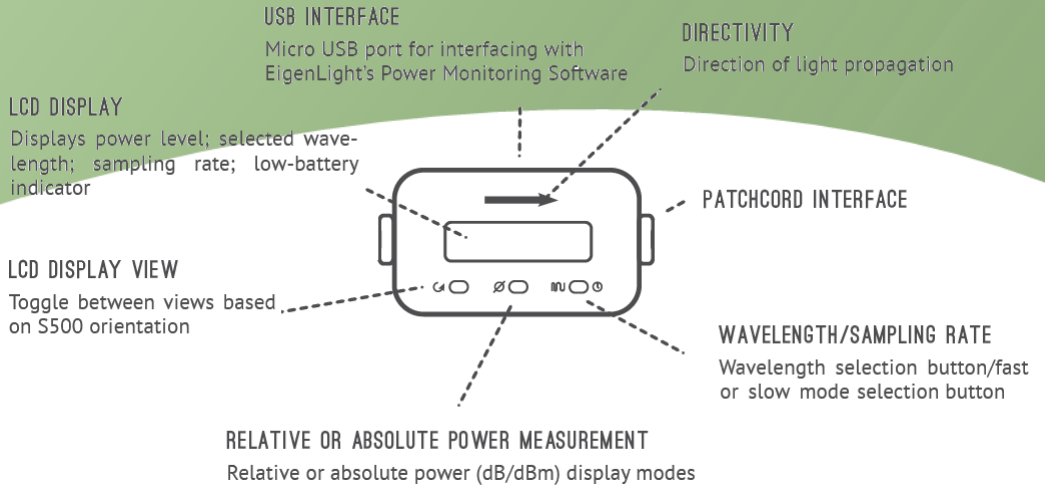 USB INTERFACE
Micro USB port for interfacing with
EigenLight's Power Monitoring Software
DIRECTIVITY
Direction of light propagation
LCD DISPLAY
Displays power level; selected wave-
length; sampling rate; low-battery
indicator
PATCHCORD INTERFACE
LCD DISPLAY VIEW
Toggle between views based
on S500 orientation
WAVELENGTH/SAMPLING RATE
Wavelength selection button/fast
or slow mode selection button
RELATIVE OR ABSOLUTE POWER MEASUREMENT
Relative or absolute power (dB/dBm) display modes